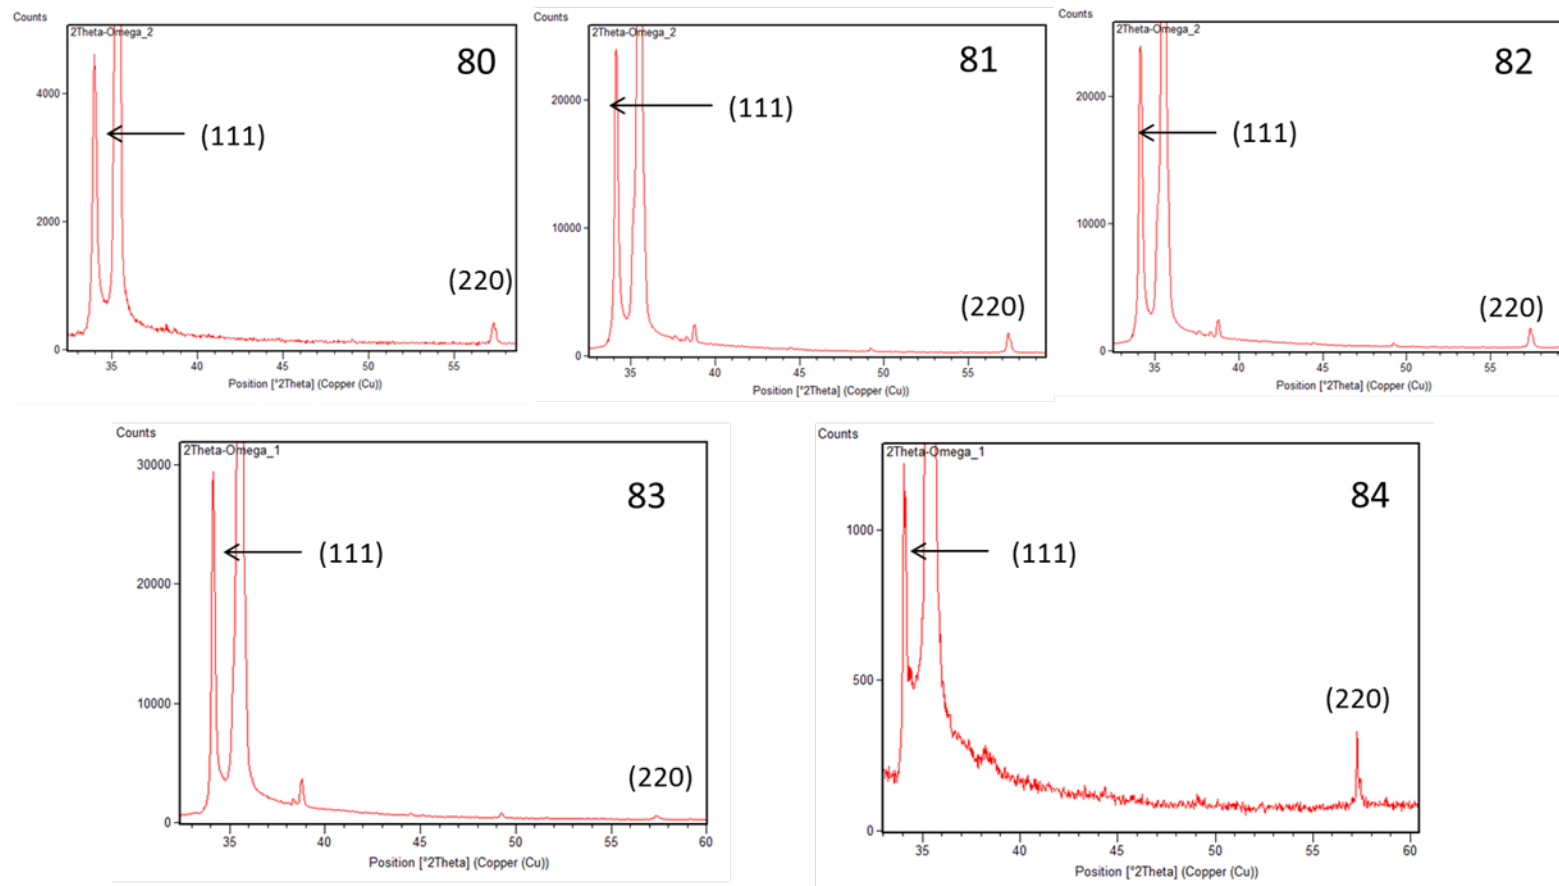 Counts
2Theta-Omega_2
80
4000
(111)
2000
(220)
0
35 40 45 50 55
Position [°2Theta] (Copper (Cu))
Counts
2Theta-Omega_2
81
20000
(111)
10000
(220)
0
35 40 45 50 55
Position [°2Theta] (Copper (Cu))
Counts
2Theta-Omega_2
82
20000
(111)
10000
(220)
0
35 40 45 50 55
Position [°2Theta] (Copper (Cu))
Counts
2Theta-Omega_1
30000
83
(111)
20000
10000
(220)
0
35 40 45 50 55 60
Position [°2Theta] (Copper (Cu))
Counts
2Theta-Omega_1
84
1000
(111)
500
(220)
0
35 40 45 50 55 60
Position [°2Theta] (Copper (Cu))